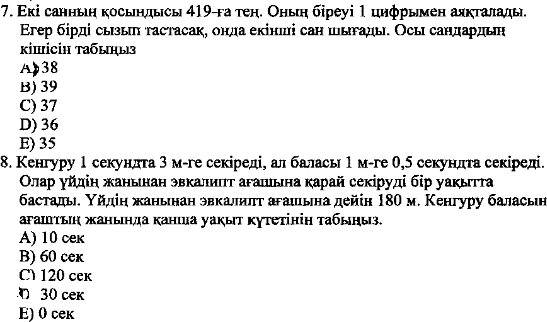 7. Екі санның қосындысы 419-ға тең. Оның біреуі 1 цифрымен аяқталады.
Егер бірді сызып тастасақ, онда екінші сан шығады. Осы сандардың
кішісін табыңыз
A) 38
B) 39
C) 37
D) 36
E) 35
8. Кенгуру 1 секундта 3 м-ге секіреді, ал баласы 1 м-ге 0,5 секундта секіреді.
Олар үйдің жанынан эвкалипт ағашына қарай секіруді бір уақытта
бастады. Үйдің жанынан эвкалипт ағашына дейін 180 м. Кенгуру баласын
ағаштың жанында қанша уақыт күтетінін табыңыз.
A) 10 сек
B) 60 сек
C) 120 сек
D 30 сек
E) 0 сек